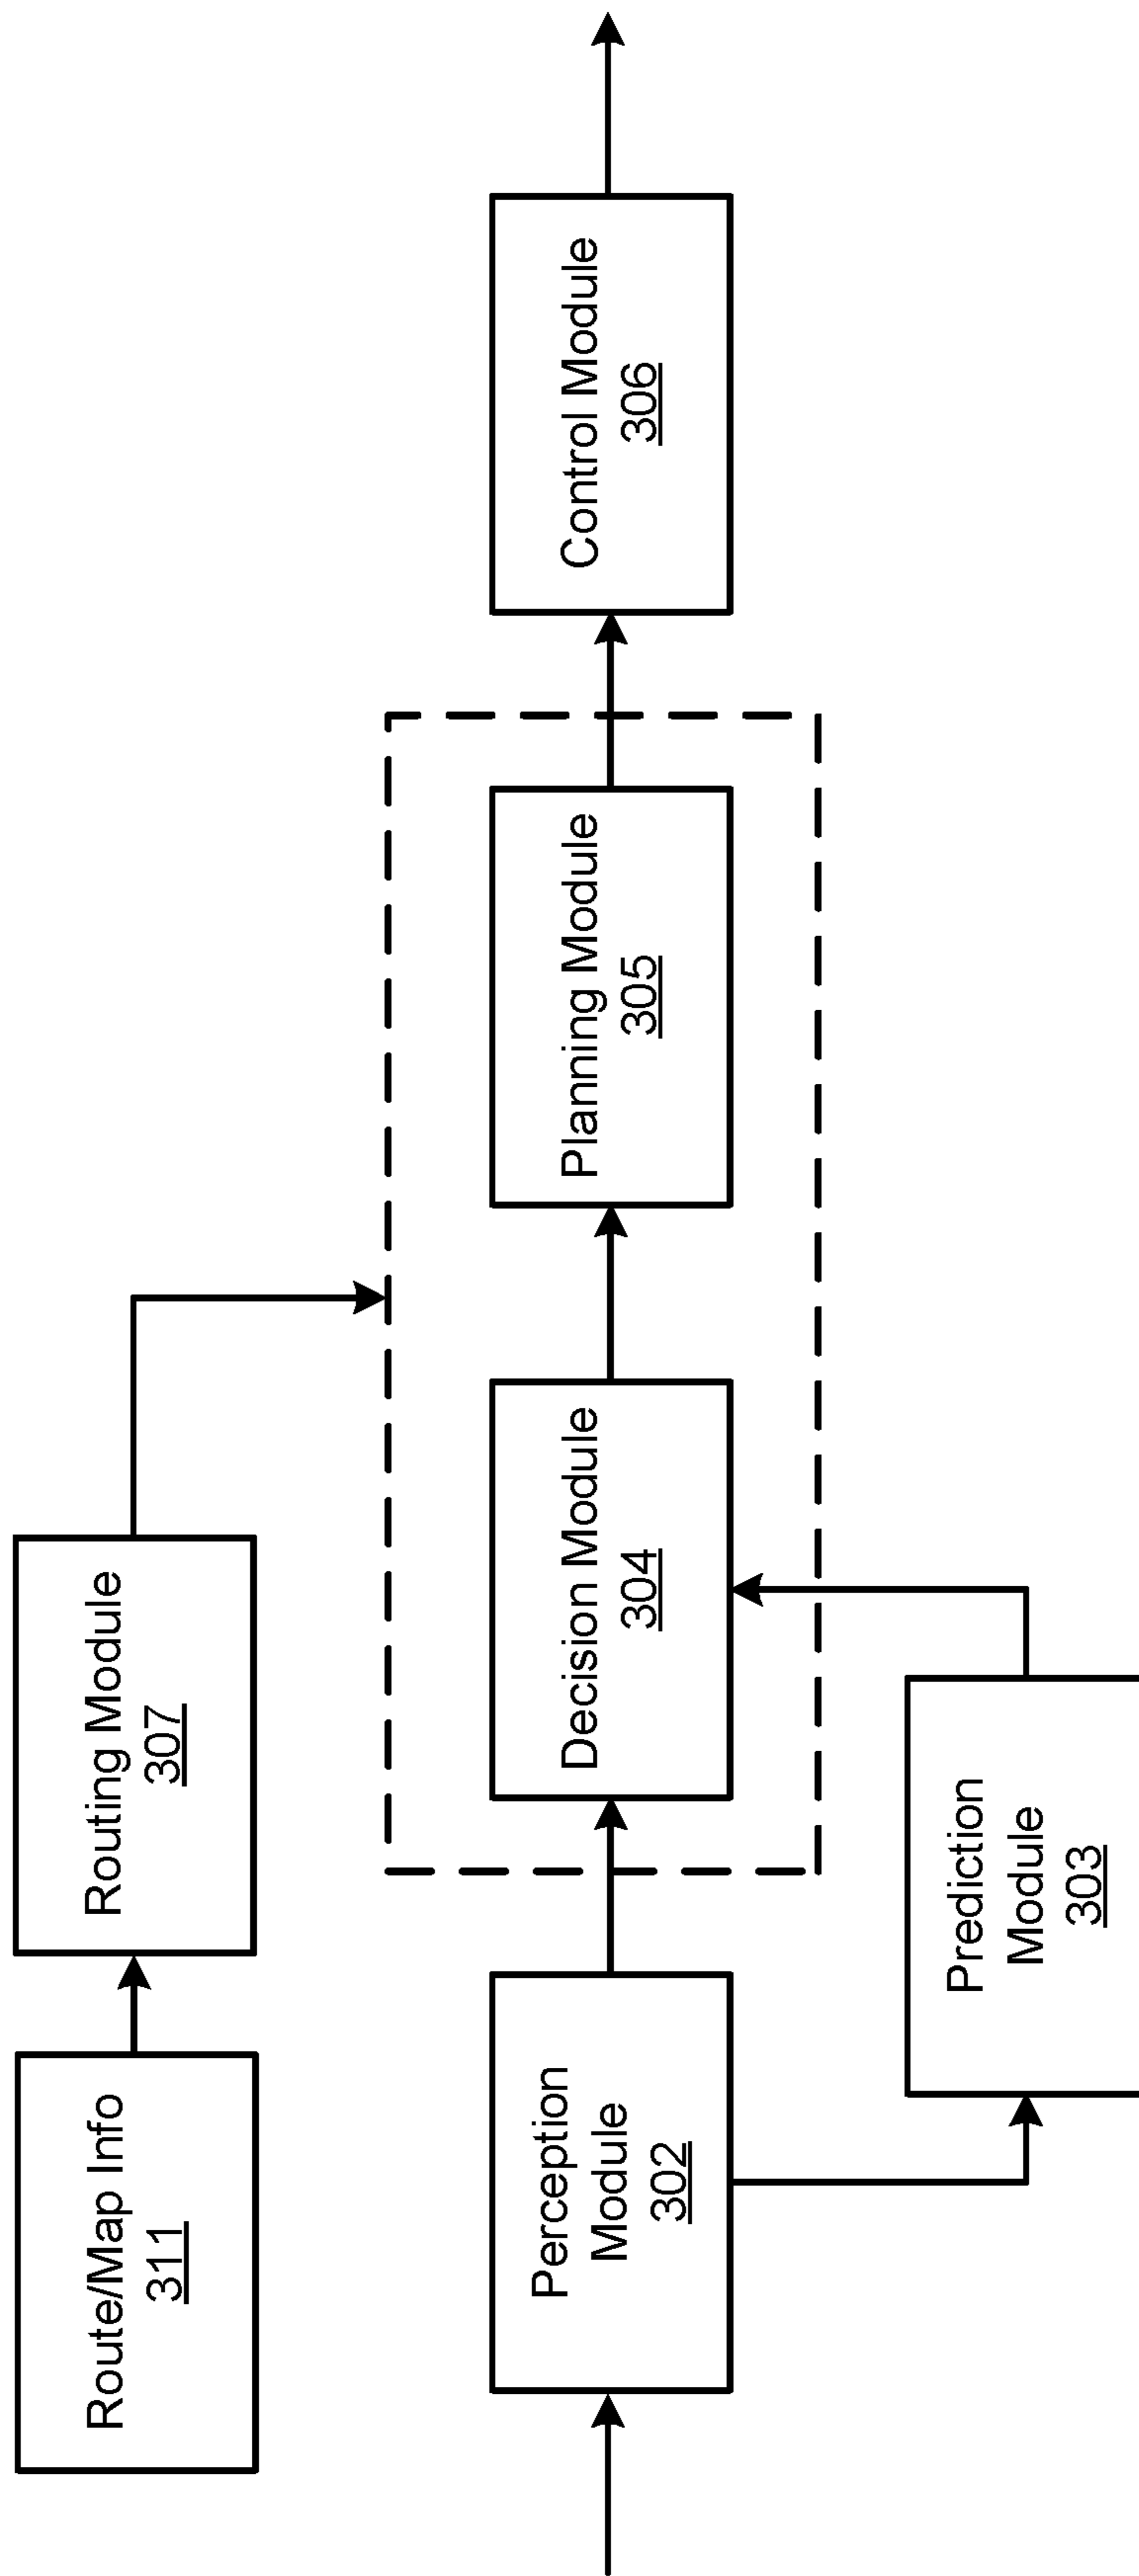 Route/Map Info
311
Routing Module
307
Perception
Module
302
Decision Module
304
Planning Module
305
Control Module
306
Prediction
Module
303